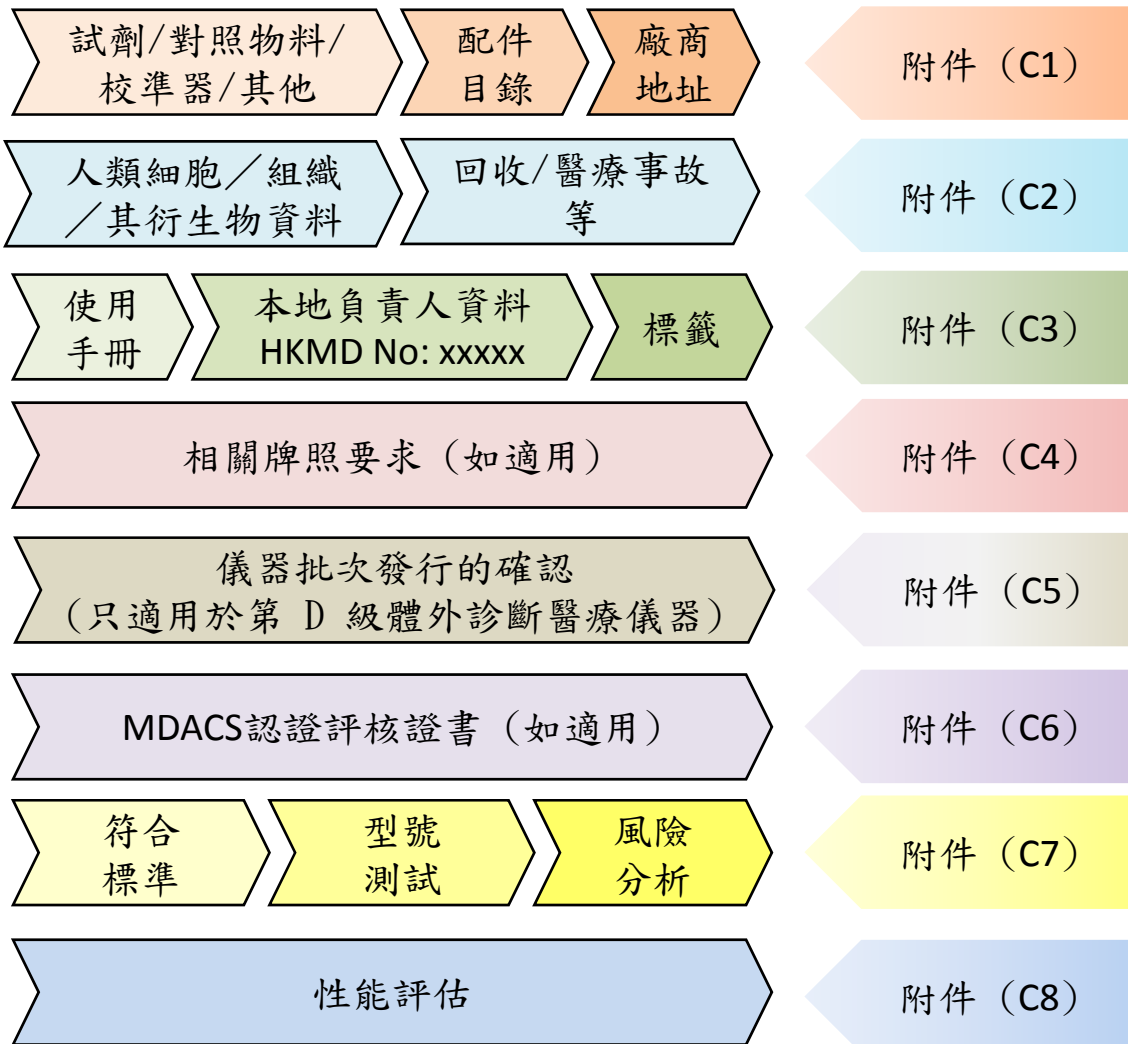 試劑/對照物料/
校準器/其他
配件
目錄
廠商
地址
附件（C1）
人類細胞／組織
／其衍生物資料
回收/醫療事故
等
附件（C2）
使用
手冊
本地負責人資料
HKMD No: xxxxx
標籤
附件（C3）
相關牌照要求（如適用）
附件（C4）
儀器批次發行的確認
（只適用於第 D 級體外診斷醫療儀器）
附件（C5）
MDACS認證評核證書（如適用）
附件（C6）
符合
標準
型號
測試
風險
分析
附件（C7）
性能評估
附件（C8）